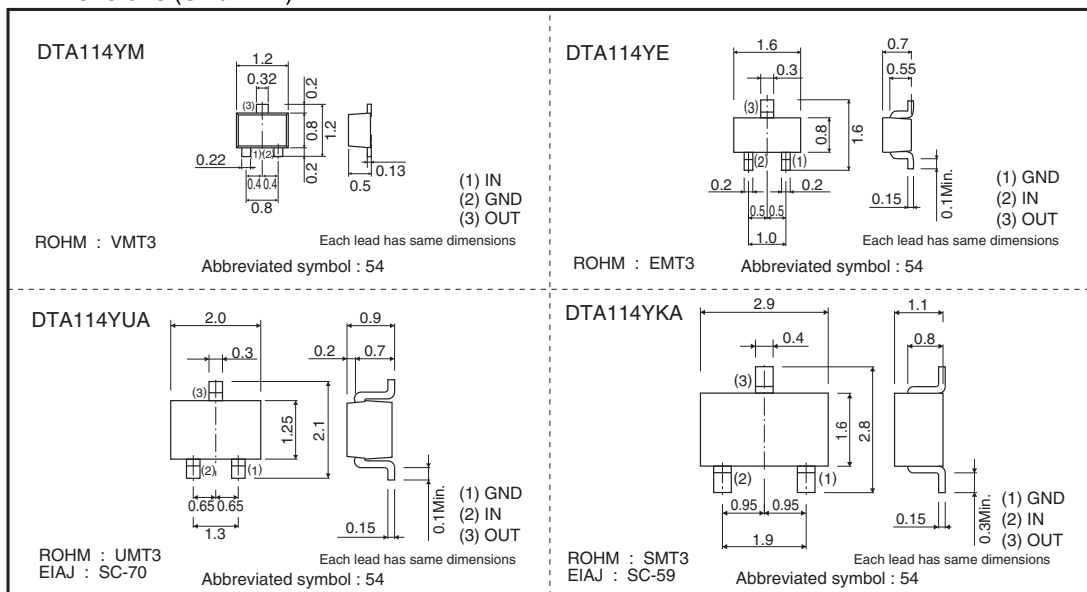 DTA114YM
1.2
0.32
0.2
(3)
0.8
1.2
(1) (2)
0.22
0.2
0.4 0.4
0.8
0.5
0.13
(1) IN
(2) GND
(3) OUT
ROHM : VMT3
Each lead has same dimensions
Abbreviated symbol : 54
DTA114YE
1.6
0.3
(3)
0.8
1.6
(2) (1)
0.2 0.2
0.5 0.5
1.0
0.7
0.55
0.15
0.1Min.
(1) GND
(2) IN
(3) OUT
Each lead has same dimensions
ROHM : EMT3
Abbreviated symbol : 54
DTA114YUA
2.0
0.3
(3)
1.25
2.1
(2) (1)
0.65 0.65
1.3
0.9
0.2 0.7
0.15
0.1Min.
(1) GND
(2) IN
(3) OUT
ROHM : UMT3
EIAJ : SC-70
Each lead has same dimensions
Abbreviated symbol : 54
DTA114YKA
2.9
0.4
(3)
1.6
2.8
(2) (1)
0.95 0.95
1.9
1.1
0.8
0.15
0.3Min.
(1) GND
(2) IN
(3) OUT
ROHM : SMT3
EIAJ : SC-59
Each lead has same dimensions
Abbreviated symbol : 54